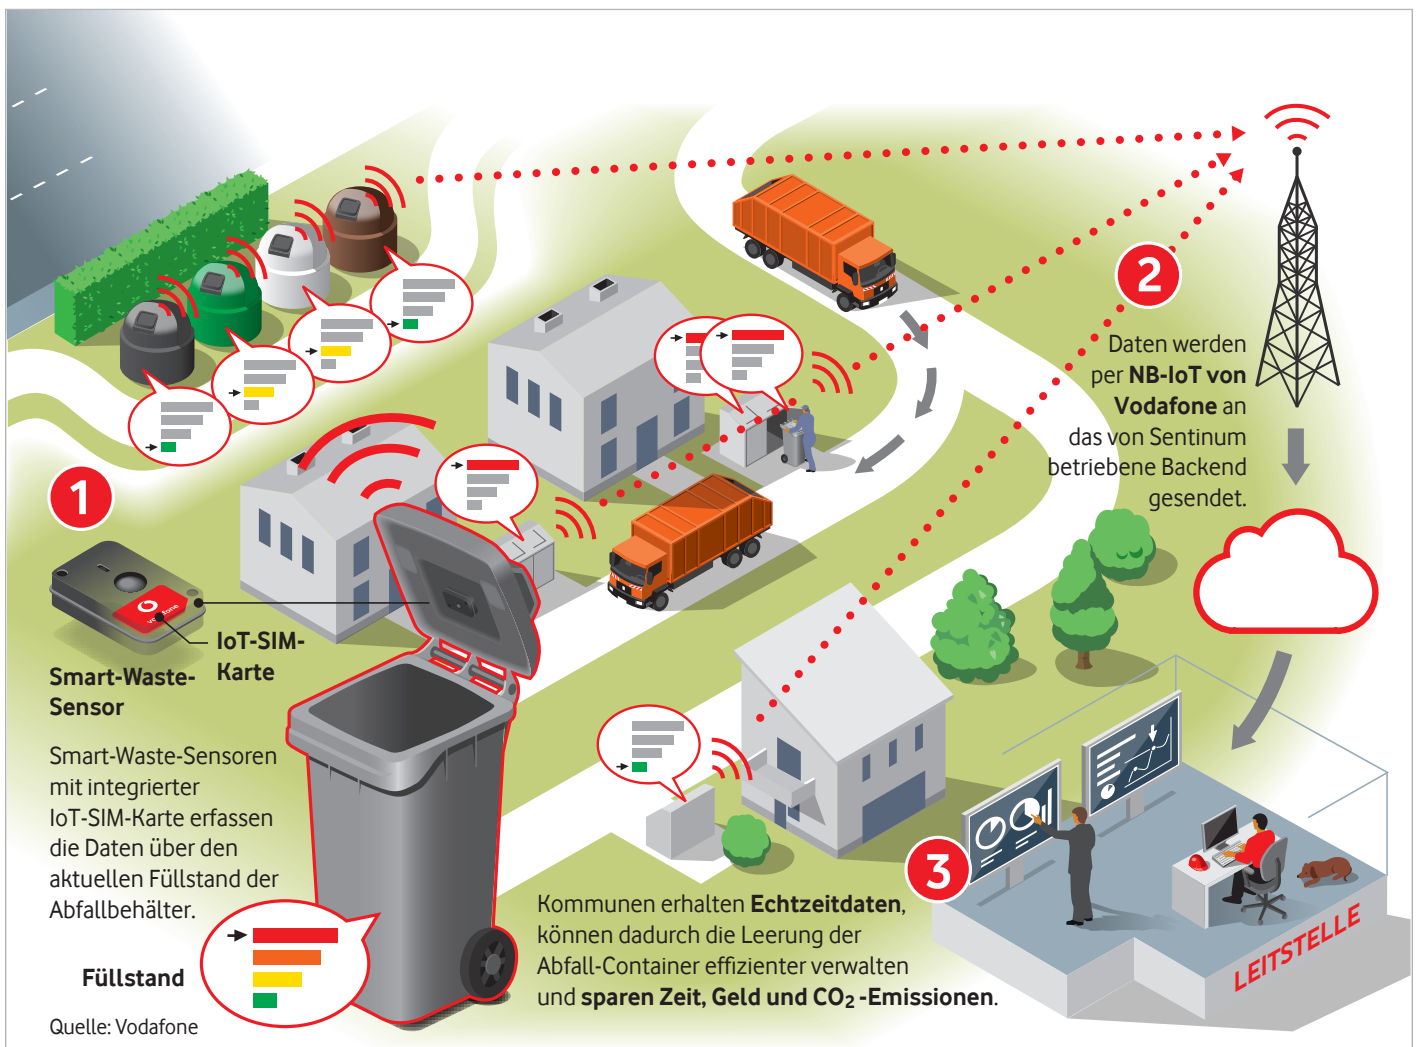 1
vodafone
IoT-SIM-
Karte
Smart-Waste-
Sensor
Smart-Waste-Sensoren
mit integrierter
IoT-SIM-Karte erfassen
die Daten über den
aktuellen Füllstand der
Abfallbehälter.
Füllstand
Quelle: Vodafone
2
Daten werden
per NB-IoT von
Vodafone an
das von Sentinum
betriebene Backend
gesendet.
3
Kommunen erhalten Echtzeitdaten,
können dadurch die Leerung der
Abfall-Container effizienter verwalten
und sparen Zeit, Geld und CO2 -Emissionen.
LEITSTELLE